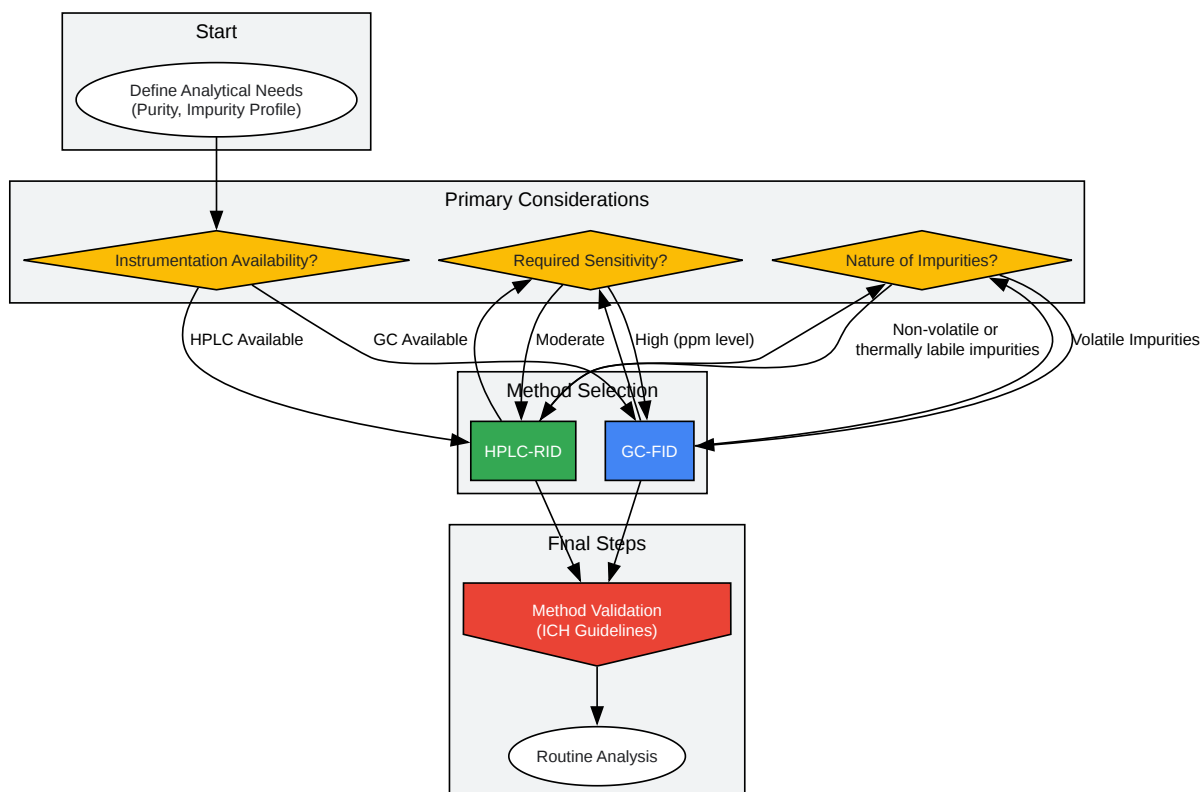 Start
Define Analytical Needs
(Purity, Impurity Profile)
Primary Considerations
Instrumentation Availability?
Required Sensitivity?
Nature of Impurities?
HPLC Available
GC Available
Moderate
High (ppm level)
Non-volatile or
thermally labile impurities
Volatile Impurities
Method Selection
HPLC-RID
GC-FID
Final Steps
Method Validation
(ICH Guidelines)
Routine Analysis